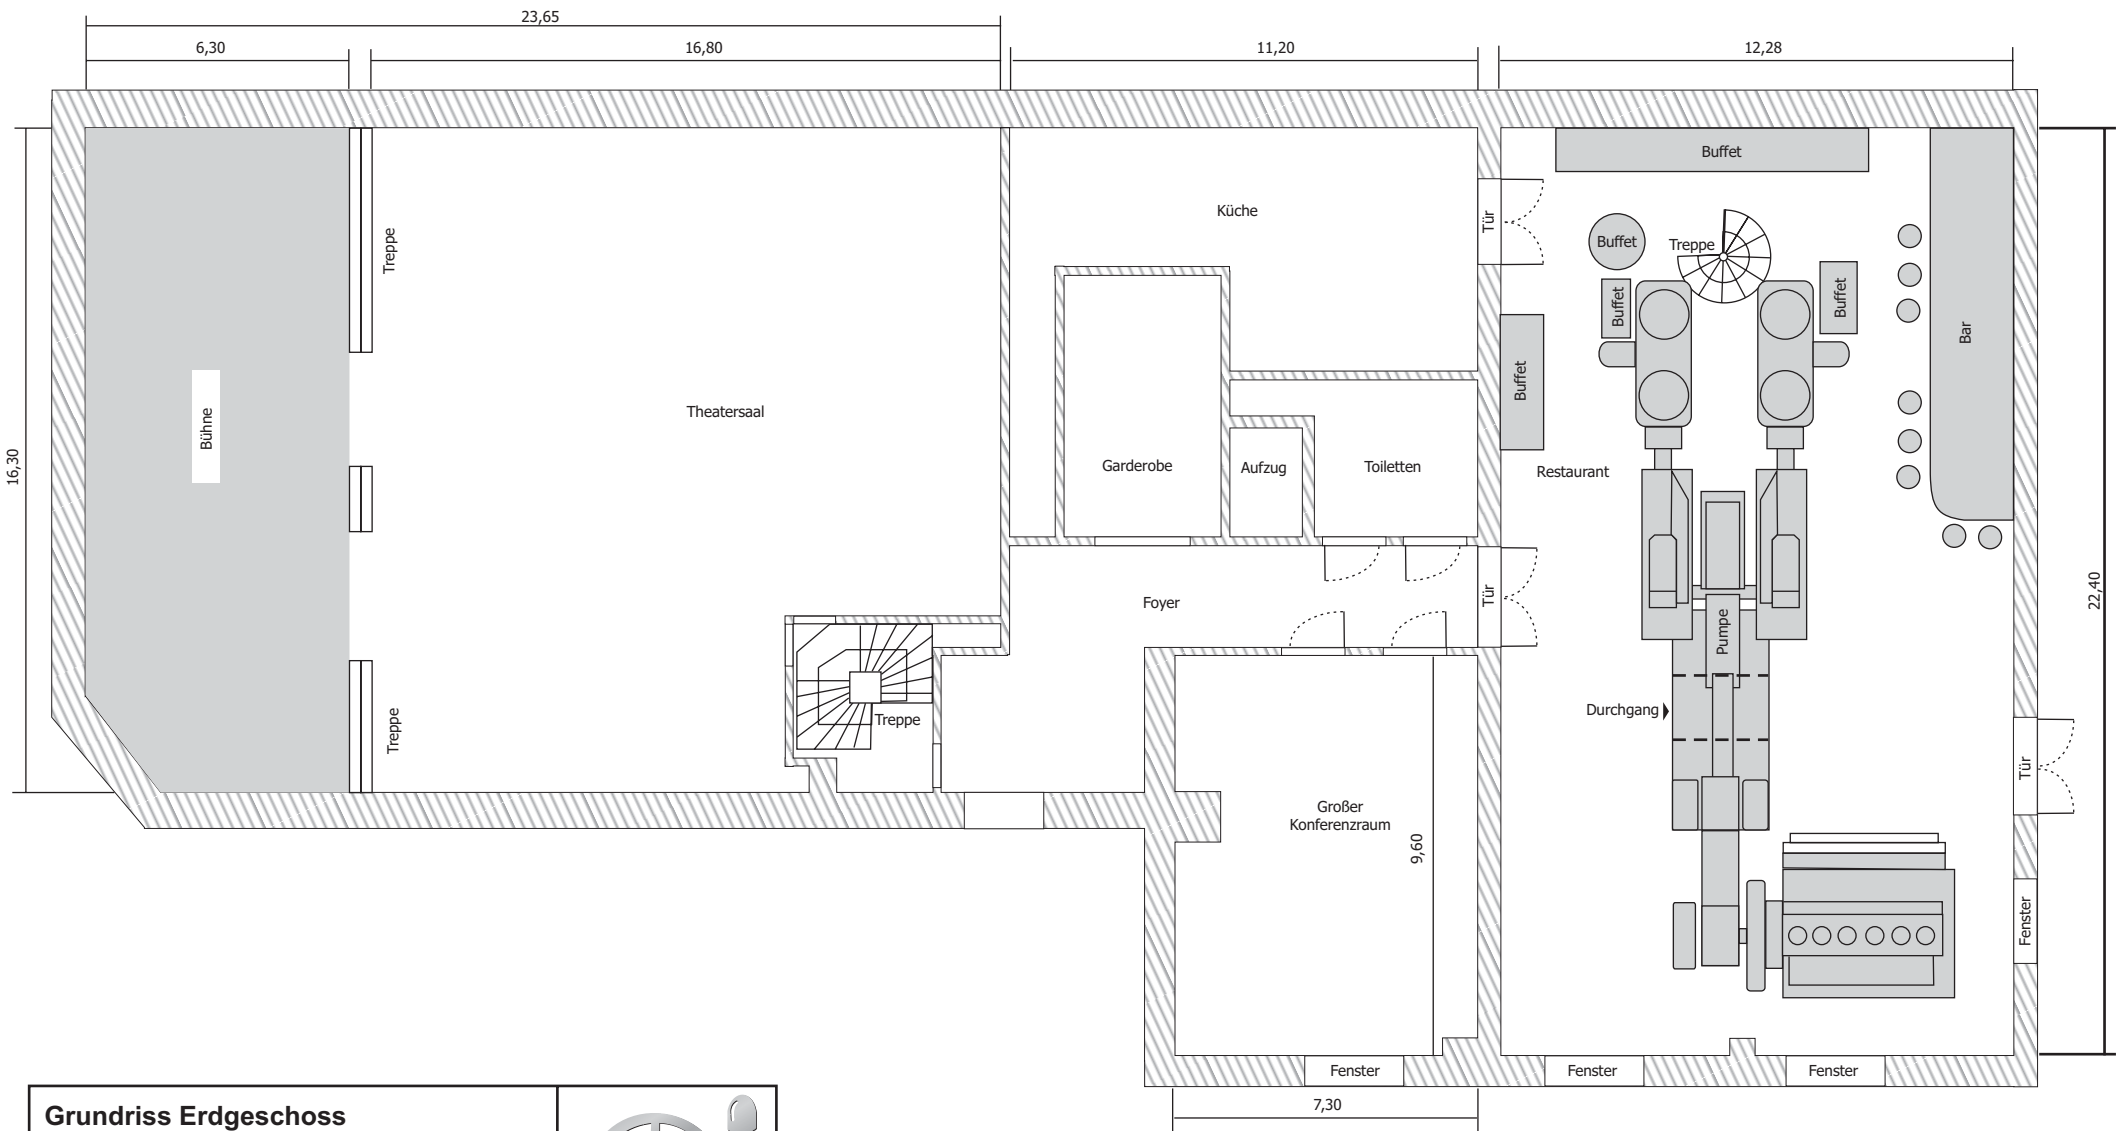 23,65
6,30
16,80
11,20
12,28
Buffet
Küche
Tür
Buffet
Treppe
Treppe
Buffet
Buffet
Bar
Buffet
Bühne
Theatersaal
16,30
Garderobe
Aufzug
Toiletten
Restaurant
22,40
Foyer
Tür
Pumpe
Treppe
Treppe
Durchgang
Tür
Großer
Konferenzraum
9,60
Fenster
Fenster
Fenster
Fenster
7,30
Grundriss Erdgeschoss